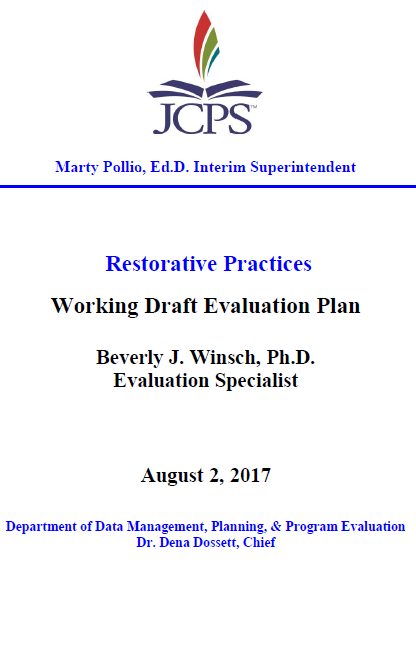 JCPS™
Marty Pollio, Ed.D. Interim Superintendent
Restorative Practices
Working Draft Evaluation Plan
Beverly J. Winsch, Ph.D.
Evaluation Specialist
August 2, 2017
Department of Data Management, Planning, & Program Evaluation
Dr. Dena Dossett, Chief